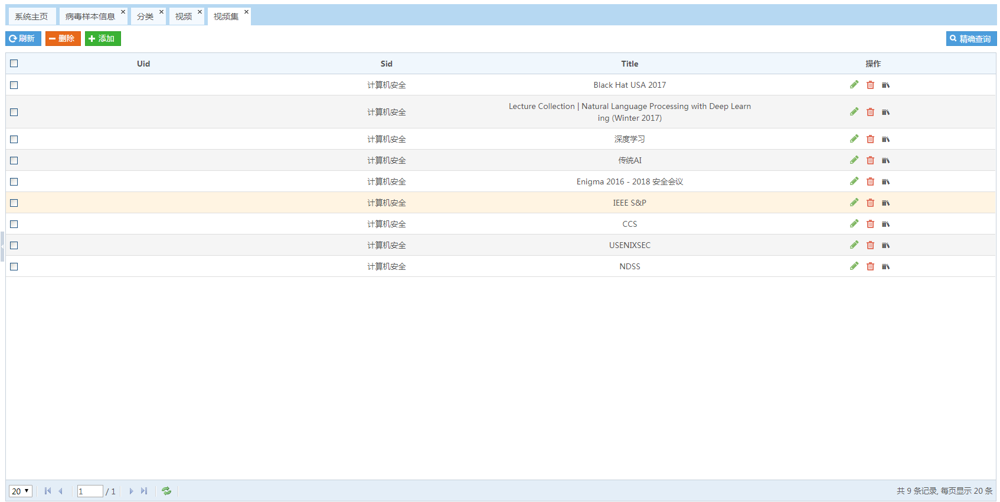 系统主页 病毒样本信息 分类 视频 视频集
刷新 删除 添加 精确查询
Uid Sid Title 操作
计算机安全 Black Hat USA 2017
计算机安全 Lecture Collection | Natural Language Processing with Deep Learn
ing (Winter 2017)
计算机安全 深度学习
计算机安全 传统AI
计算机安全 Enigma 2016 - 2018 安全会议
计算机安全 IEEE S&P
计算机安全 CCS
计算机安全 USENIXSEC
计算机安全 NDSS
20 1 / 1 共 9 条记录, 每页显示 20 条